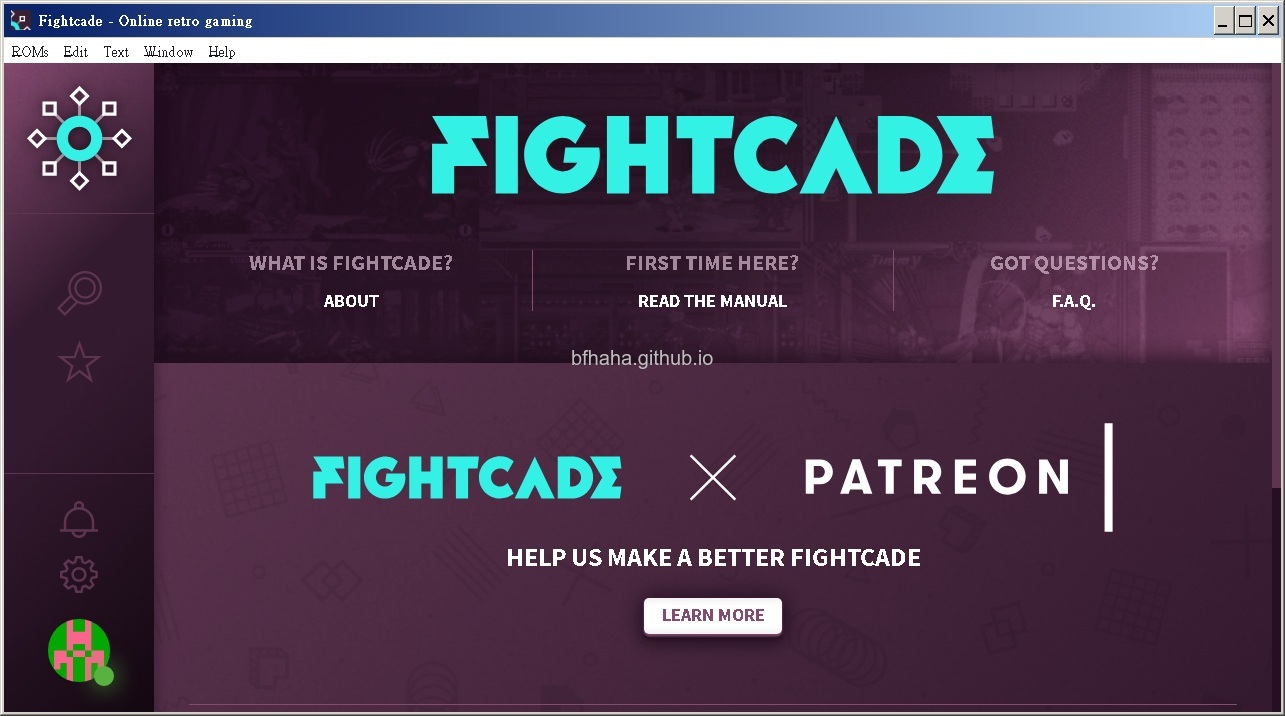 Fightcade - Online retro gaming
ROMs Edit Text Window Help
FIGHTCADE
WHAT IS FIGHTCADE? FIRST TIME HERE? GOT QUESTIONS?
ABOUT READ THE MANUAL F.A.Q.
bfhaha.github.io
FIGHTCADE X PATREON
HELP US MAKE A BETTER FIGHTCADE
LEARN MORE